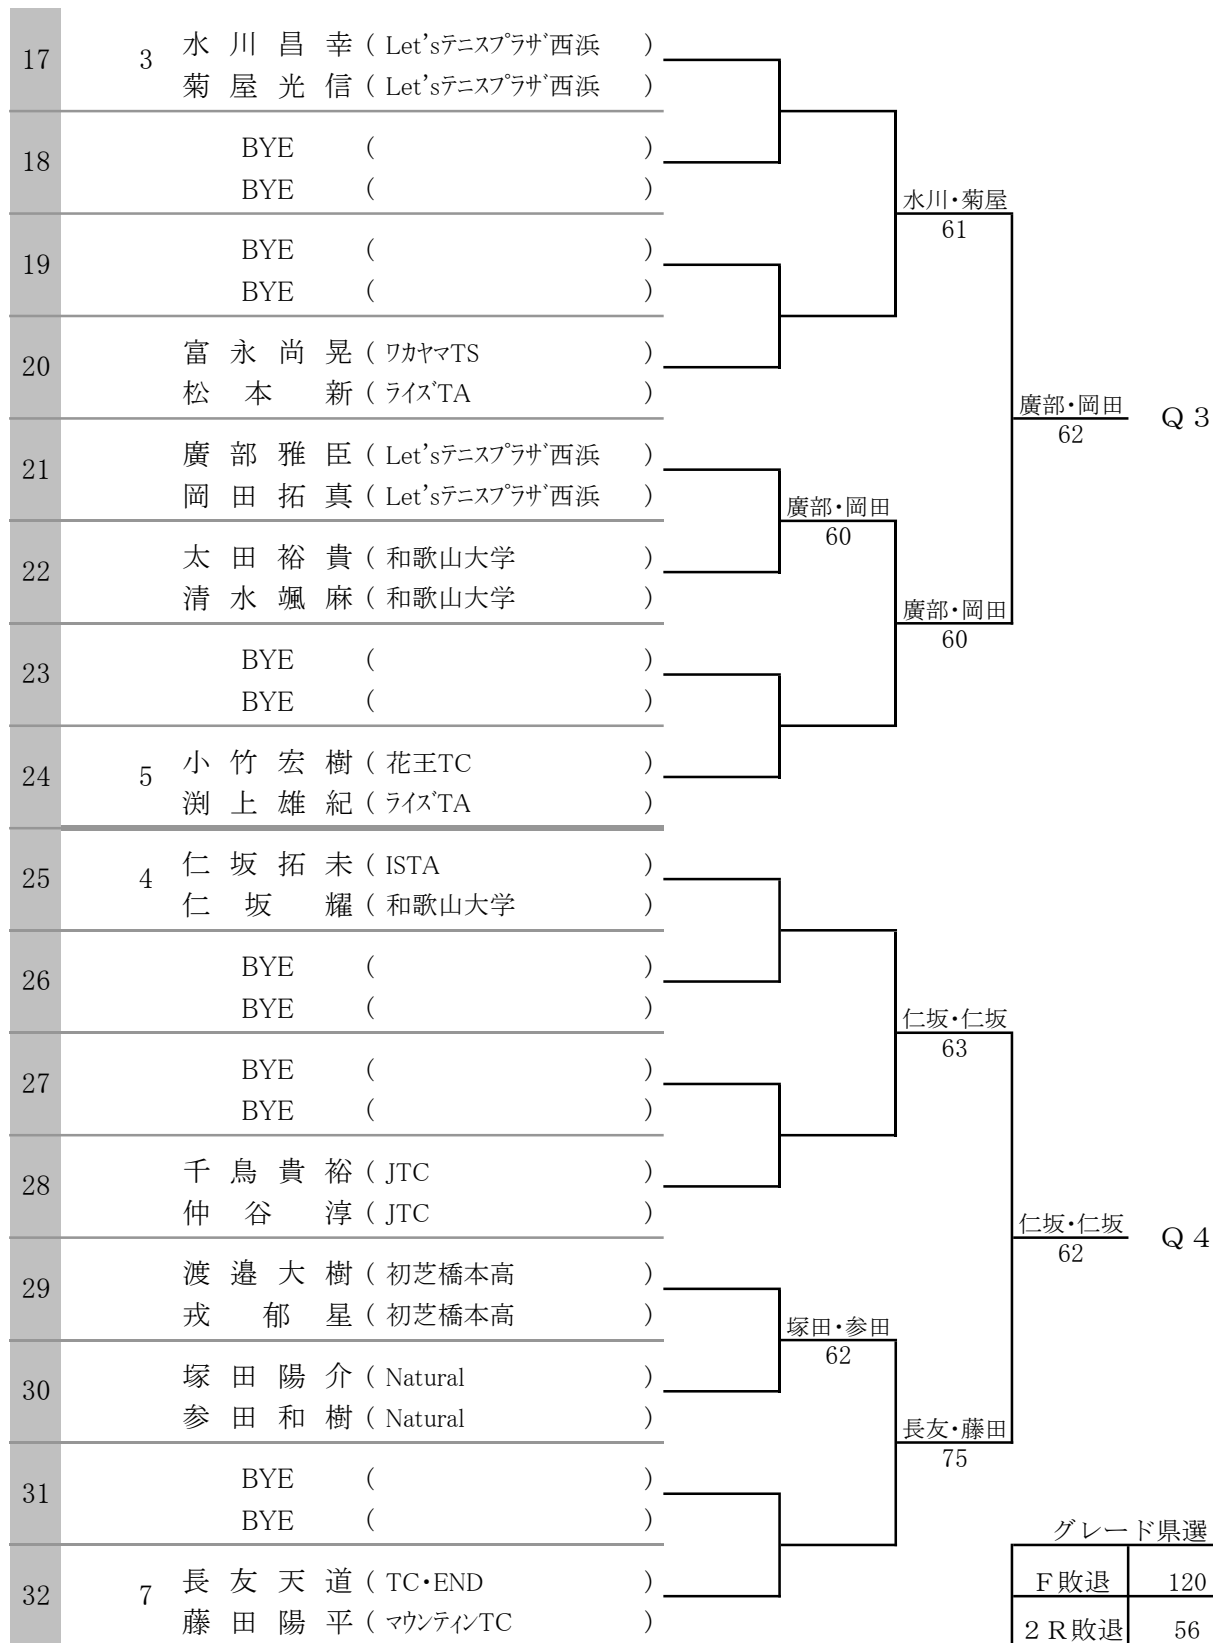 17 3 水 川 昌 幸 ( Let'sﾃﾆｽﾌﾟﾗｻﾞ西浜 )
菊 屋 光 信 ( Let'sﾃﾆｽﾌﾟﾗｻﾞ西浜 )
18 BYE ( )
BYE ( )
水川・菊屋
61
19 BYE ( )
BYE ( )
20 富 永 尚 晃 ( ﾜｶﾔﾏTS )
松 本 新 ( ﾗｲｽﾞTA )
廣部・岡田 Q 3
62
21 廣 部 雅 臣 ( Let'sﾃﾆｽﾌﾟﾗｻﾞ西浜 )
岡 田 拓 真 ( Let'sﾃﾆｽﾌﾟﾗｻﾞ西浜 )
廣部・岡田
60
22 太 田 裕 貴 ( 和歌山大学 )
清 水 颯 麻 ( 和歌山大学 )
廣部・岡田
60
23 BYE ( )
BYE ( )
24 5 小 竹 宏 樹 ( 花王TC )
渕 上 雄 紀 ( ﾗｲｽﾞTA )
25 4 仁 坂 拓 未 ( ISTA )
仁 坂 耀 ( 和歌山大学 )
26 BYE ( )
BYE ( )
仁坂・仁坂
63
27 BYE ( )
BYE ( )
28 千 鳥 貴 裕 ( JTC )
仲 谷 淳 ( JTC )
仁坂・仁坂 Q 4
62
29 渡 邉 大 樹 ( 初芝橋本高 )
戎 郁 星 ( 初芝橋本高 )
塚田・参田
62
30 塚 田 陽 介 ( Natural )
参 田 和 樹 ( Natural )
長友・藤田
75
31 BYE ( )
BYE ( )
グレード県選
32 7 長 友 天 道 ( TC・END )
藤 田 陽 平 ( ﾏｳﾝﾃｨﾝTC )
Ｆ敗退 120
２Ｒ敗退 56